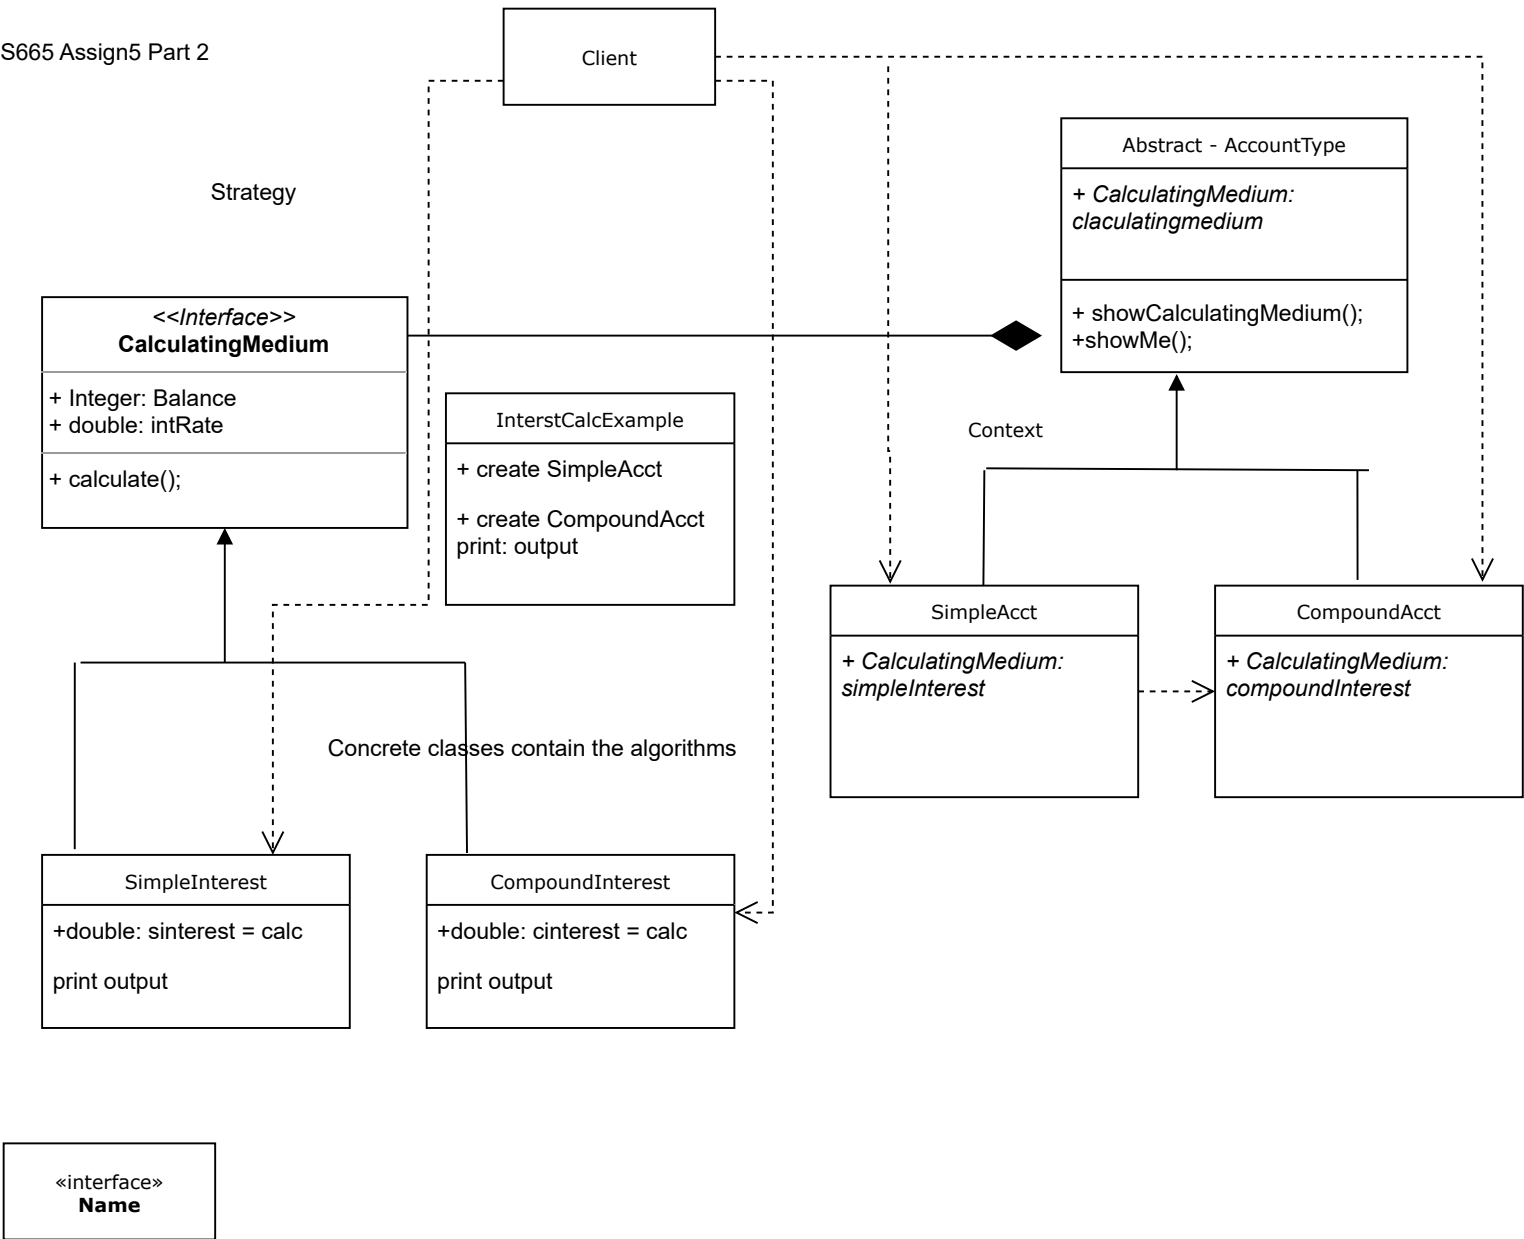 S665 Assign5 Part 2
Client
Strategy
Abstract - AccountType
+ CalculatingMedium:
claculatingmedium
+ showCalculatingMedium();
+showMe();
<<Interface>>
CalculatingMedium
+ Integer: Balance
+ double: intRate
+ calculate();
InterstCalcExample
+ create SimpleAcct
+ create CompoundAcct
print: output
Context
SimpleAcct
+ CalculatingMedium:
simpleInterest
CompoundAcct
+ CalculatingMedium:
compoundInterest
Concrete classes contain the algorithms
SimpleInterest
+double: sinterest = calc
print output
CompoundInterest
+double: cinterest = calc
print output
«interface»
Name